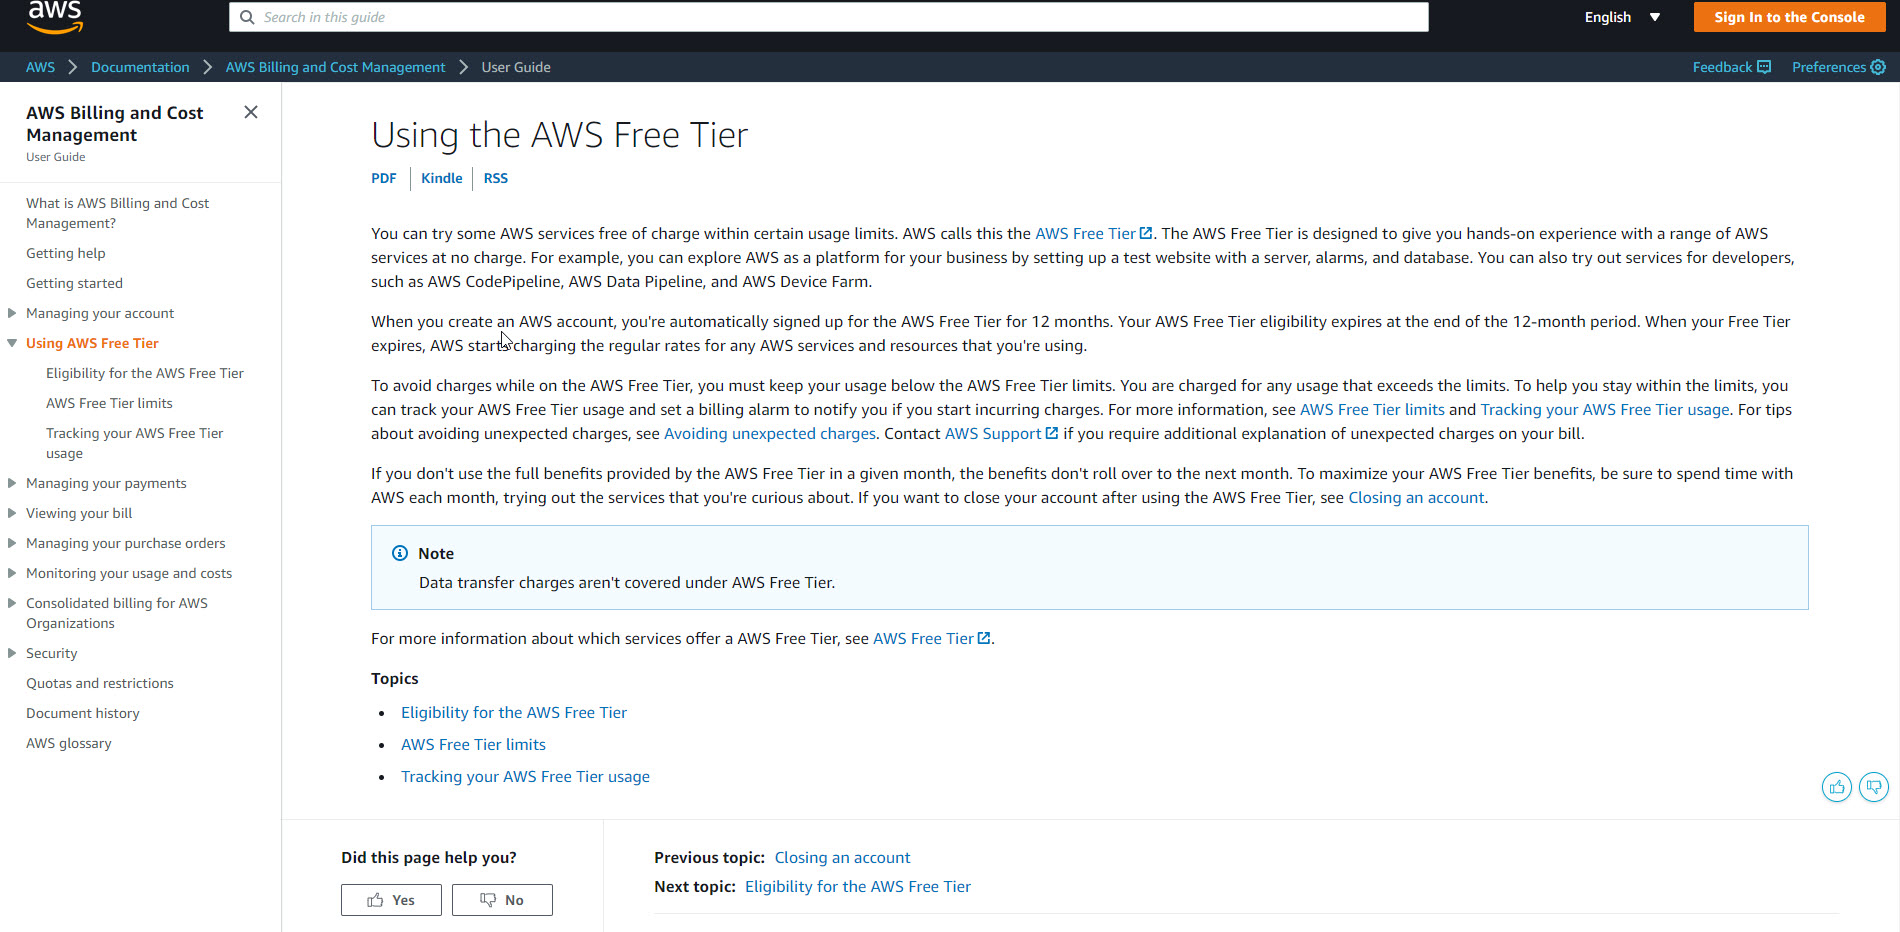 aws
Search in this guide
English
Sign In to the Console
AWS
Documentation
AWS Billing and Cost Management
User Guide
Feedback
Preferences
AWS Billing and Cost
Management
User Guide
What is AWS Billing and Cost
Management?
Getting help
Getting started
Managing your account
Using AWS Free Tier
Eligibility for the AWS Free Tier
AWS Free Tier limits
Tracking your AWS Free Tier
usage
Managing your payments
Viewing your bill
Managing your purchase orders
Monitoring your usage and costs
Consolidated billing for AWS
Organizations
Security
Quotas and restrictions
Document history
AWS glossary
Using the AWS Free Tier
PDF
Kindle
RSS
You can try some AWS services free of charge within certain usage limits. AWS calls this the AWS Free Tier. The AWS Free Tier is designed to give you hands-on experience with a range of AWS
services at no charge. For example, you can explore AWS as a platform for your business by setting up a test website with a server, alarms, and database. You can also try out services for developers,
such as AWS CodePipeline, AWS Data Pipeline, and AWS Device Farm.
When you create an AWS account, you're automatically signed up for the AWS Free Tier for 12 months. Your AWS Free Tier eligibility expires at the end of the 12-month period. When your Free Tier
expires, AWS starts charging the regular rates for any AWS services and resources that you're using.
To avoid charges while on the AWS Free Tier, you must keep your usage below the AWS Free Tier limits. You are charged for any usage that exceeds the limits. To help you stay within the limits, you
can track your AWS Free Tier usage and set a billing alarm to notify you if you start incurring charges. For more information, see AWS Free Tier limits and Tracking your AWS Free Tier usage. For tips
about avoiding unexpected charges, see Avoiding unexpected charges. Contact AWS Support if you require additional explanation of unexpected charges on your bill.
If you don't use the full benefits provided by the AWS Free Tier in a given month, the benefits don't roll over to the next month. To maximize your AWS Free Tier benefits, be sure to spend time with
AWS each month, trying out the services that you're curious about. If you want to close your account after using the AWS Free Tier, see Closing an account.
Note
Data transfer charges aren't covered under AWS Free Tier.
For more information about which services offer a AWS Free Tier, see AWS Free Tier.
Topics
• Eligibility for the AWS Free Tier
• AWS Free Tier limits
• Tracking your AWS Free Tier usage
Did this page help you?
Yes
No
Previous topic: Closing an account
Next topic: Eligibility for the AWS Free Tier